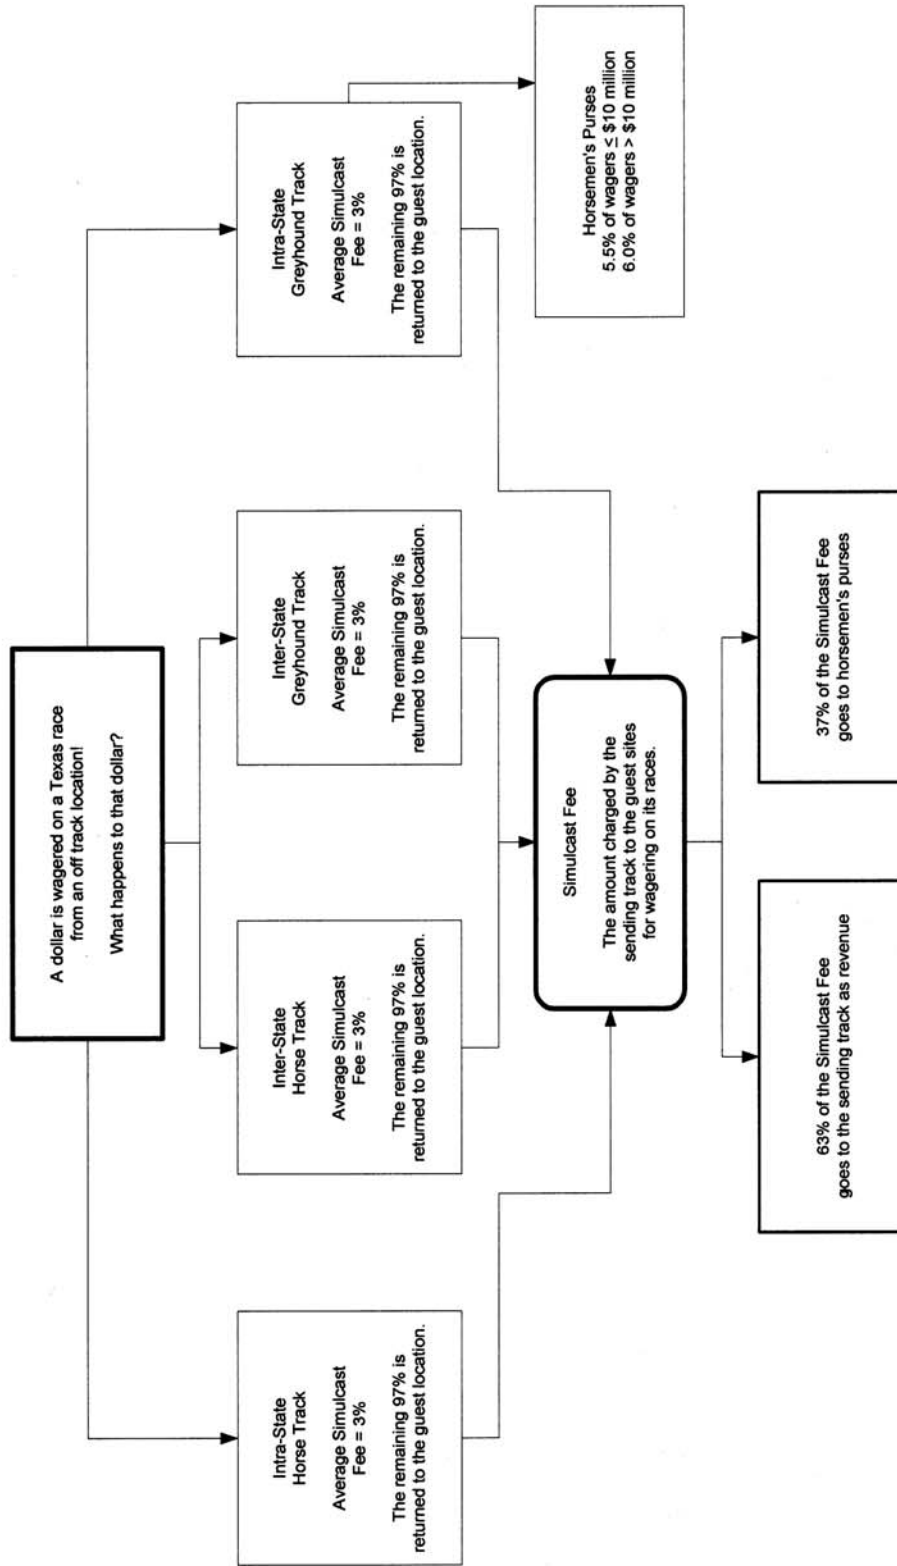 A dollar is wagered on a Texas race
from an off track location!
What happens to that dollar?
Intra-State
Horse Track
Average Simulcast
Fee = 3%
The remaining 97% is
returned to the guest location.
Inter-State
Horse Track
Average Simulcast
Fee = 3%
The remaining 97% is
returned to the guest location.
Inter-State
Greyhound Track
Average Simulcast
Fee = 3%
The remaining 97% is
returned to the guest location.
Intra-State
Greyhound Track
Average Simulcast
Fee = 3%
The remaining 97% is
returned to the guest location.
Simulcast Fee
The amount charged by the
sending track to the guest sites
for wagering on its races.
Horsemen's Purses
5.5% of wagers ≤ $10 million
6.0% of wagers > $10 million
63% of the Simulcast Fee
goes to the sending track as revenue
37% of the Simulcast Fee
goes to horsemen's purses